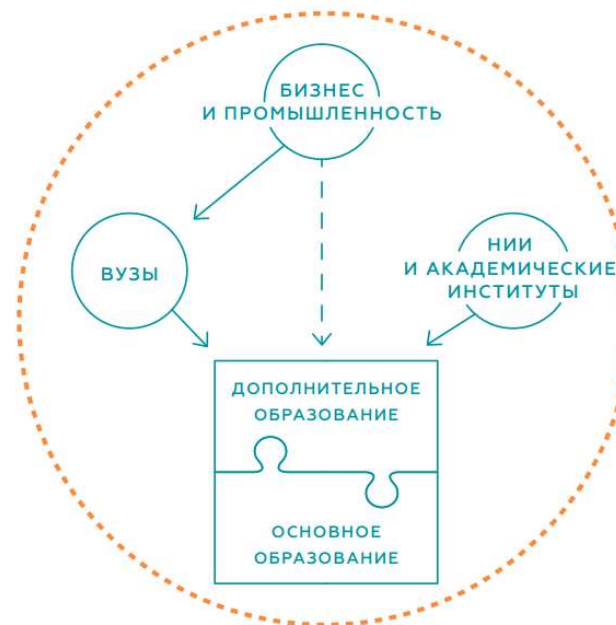 БИЗНЕС
И ПРОМЫШЛЕННОСТЬ
ВУЗЫ
НИИ
И АКАДЕМИЧЕСКИЕ
ИНСТИТУТЫ
ДОПОЛНИТЕЛЬНОЕ
ОБРАЗОВАНИЕ
ОСНОВНОЕ
ОБРАЗОВАНИЕ